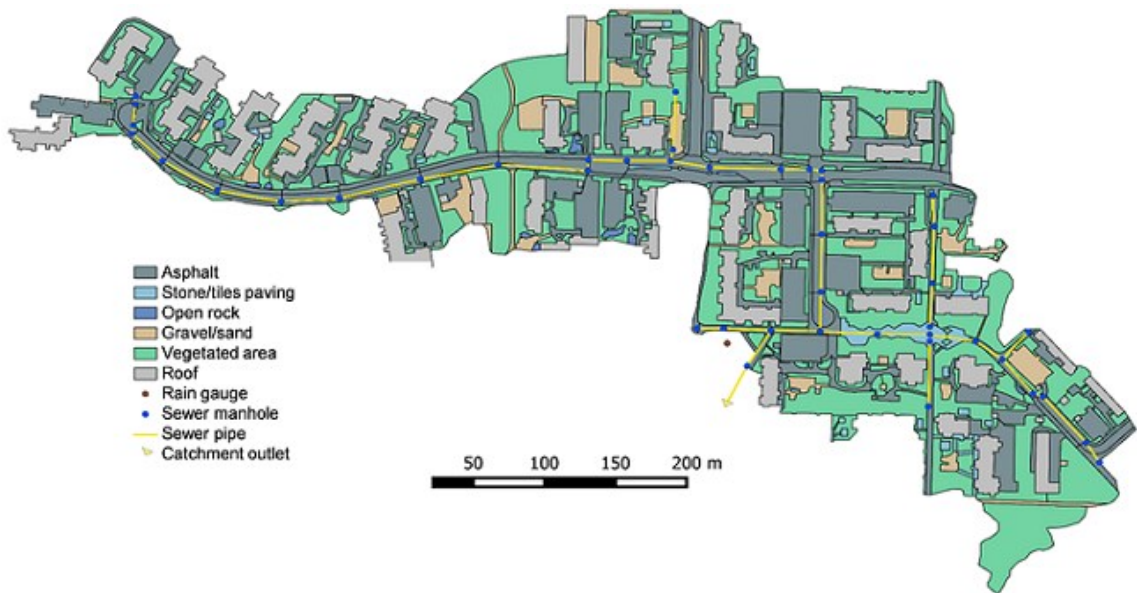 Asphalt
Stone/tiles paving
Open rock
Gravel/sand
Vegetated area
Roof
Rain gauge
Sewer manhole
Sewer pipe
Catchment outlet
50 100 150 200 m